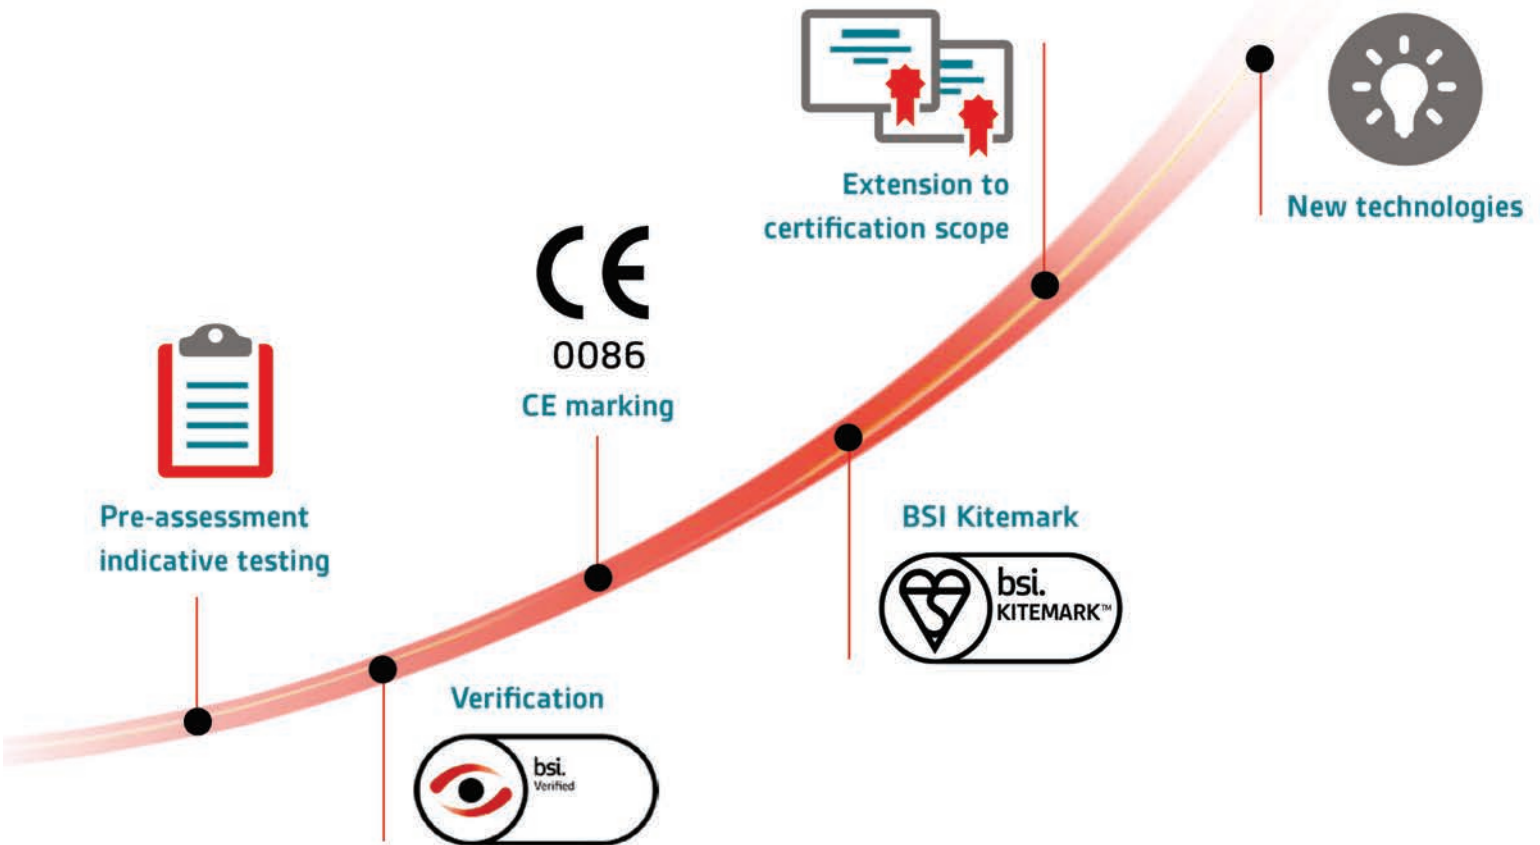 Pre-assessment
indicative testing
Verification
bsi.
Verified
CE
0086
CE marking
BSI Kitemark
bsi.
KITEMARK™
Extension to
certification scope
New technologies